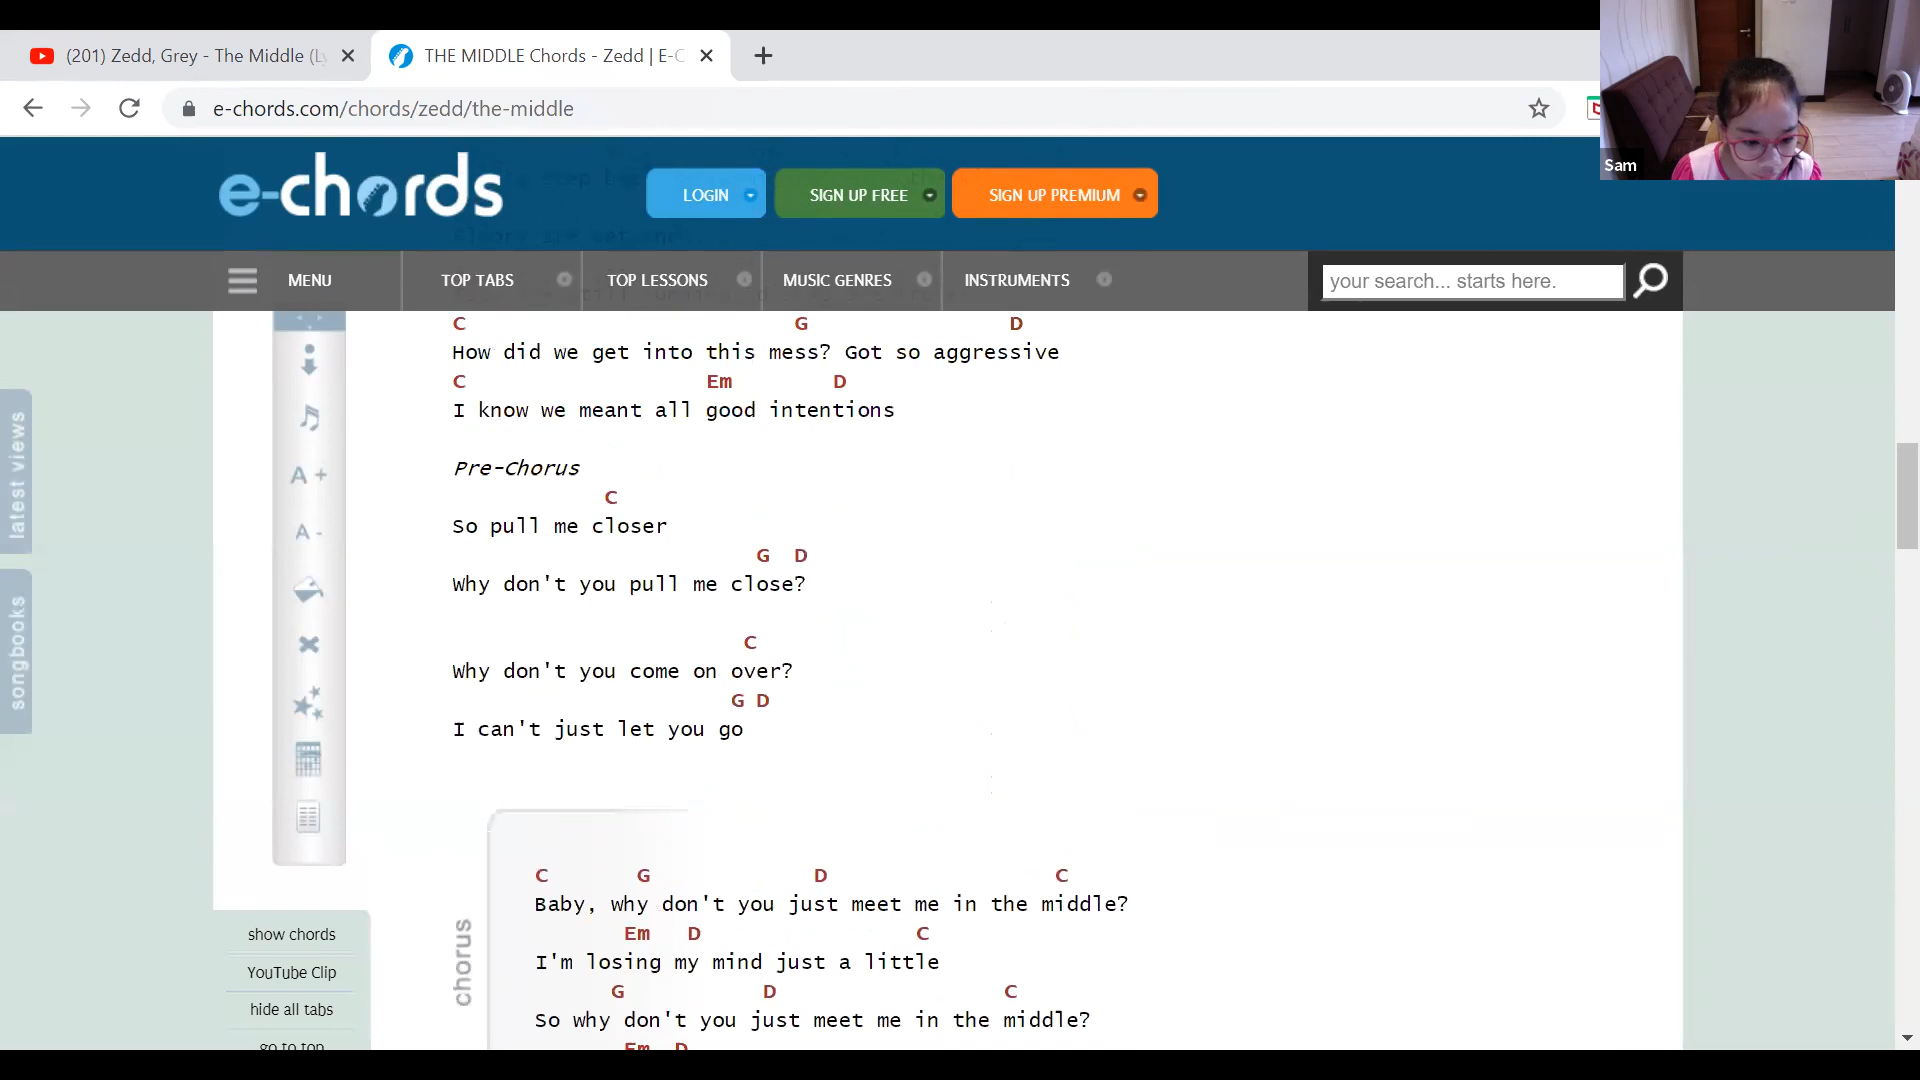 (201) Zedd, Grey - The Middle (Ly
THE MIDDLE Chords - Zedd | E-C
e-chords.com/chords/zedd/the-middle
Sam
e-chords
LOGIN
SIGN UP FREE
SIGN UP PREMIUM
MENU
TOP TABS
TOP LESSONS
MUSIC GENRES
INSTRUMENTS
your search... starts here.
latest views
songbooks
A +
A -
C G D
How did we get into this mess? Got so aggressive
C Em D
I know we meant all good intentions
Pre-Chorus
C
So pull me closer
G D
Why don't you pull me close?
C
Why don't you come on over?
G D
I can't just let you go
chorus
C G D C
Baby, why don't you just meet me in the middle?
Em D C
I'm losing my mind just a little
G D C
So why don't you just meet me in the middle?
Em D
show chords
YouTube Clip
hide all tabs
go to top